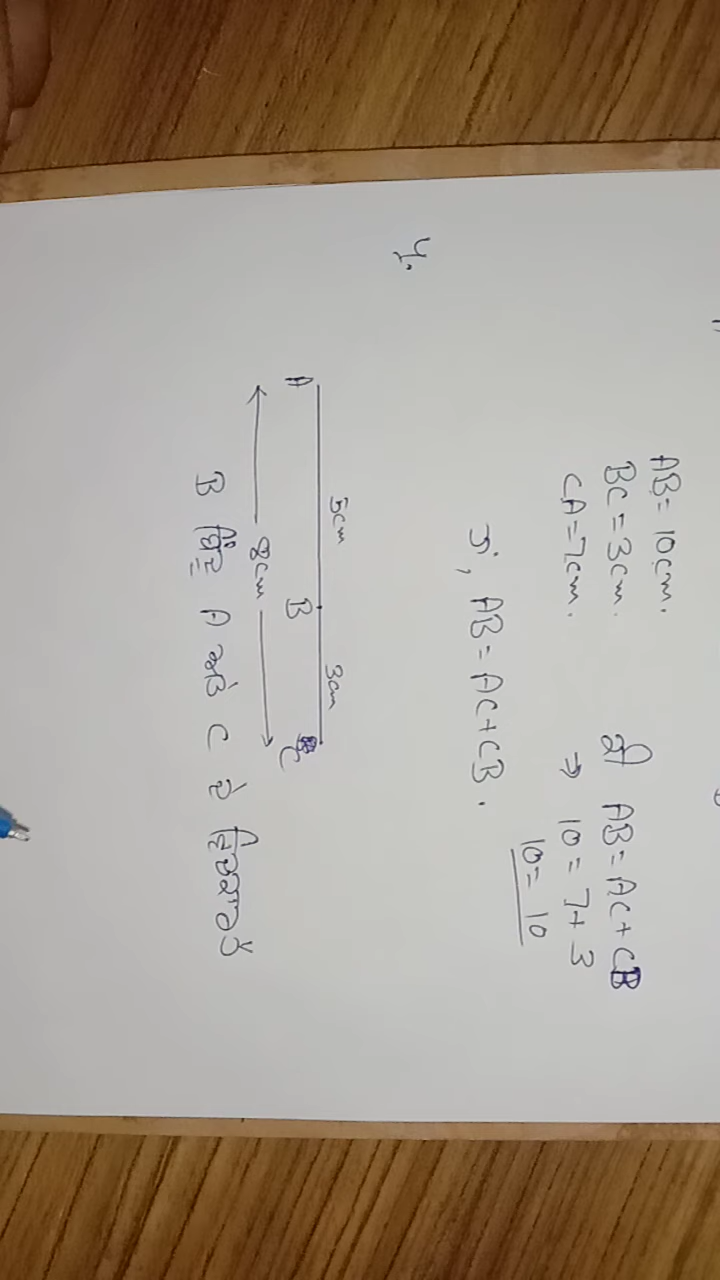 AB = 10cm.
BC = 3cm. ਕੀ AB = AC + CB
CA = 7cm. ⇒ 10 = 7 + 3
10 = 10
ਹਾਂ, AB = AC + CB.
4.
5cm 3cm
A B C
8cm
B ਬਿੰਦੂ A ਅਤੇ C ਦੇ ਵਿਚਕਾਰ